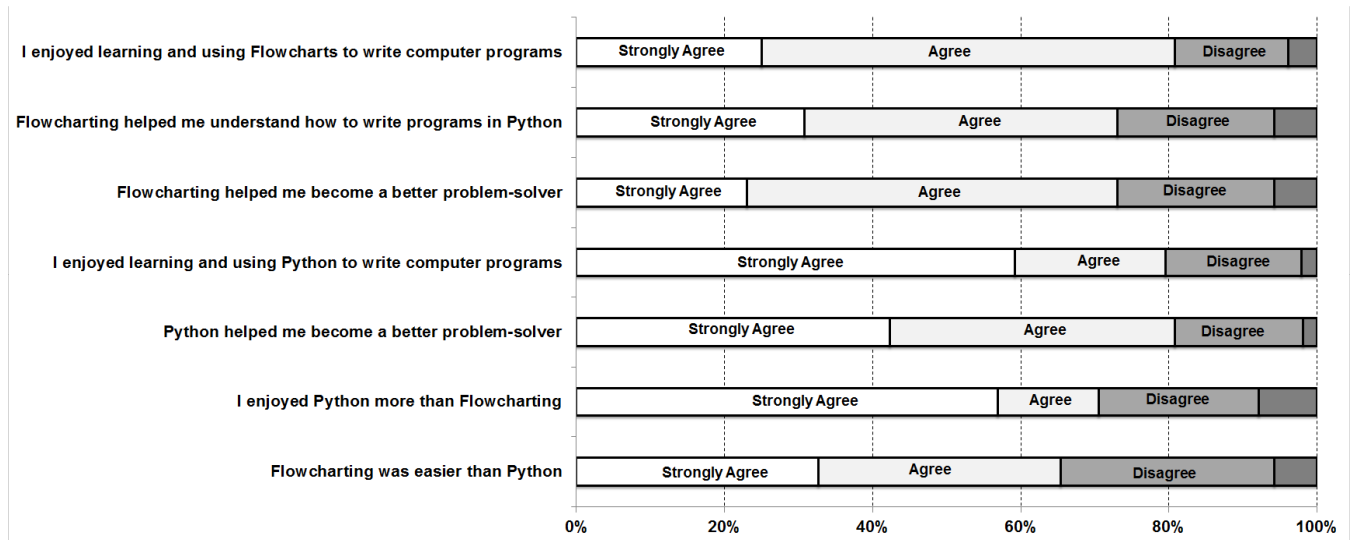 I enjoyed learning and using Flowcharts to write computer programs
Strongly Agree Agree Disagree
Flowcharting helped me understand how to write programs in Python
Strongly Agree Agree Disagree
Flowcharting helped me become a better problem-solver
Strongly Agree Agree Disagree
I enjoyed learning and using Python to write computer programs
Strongly Agree Agree Disagree
Python helped me become a better problem-solver
Strongly Agree Agree Disagree
I enjoyed Python more than Flowcharting
Strongly Agree Agree Disagree
Flowcharting was easier than Python
Strongly Agree Agree Disagree
0% 20% 40% 60% 80% 100%